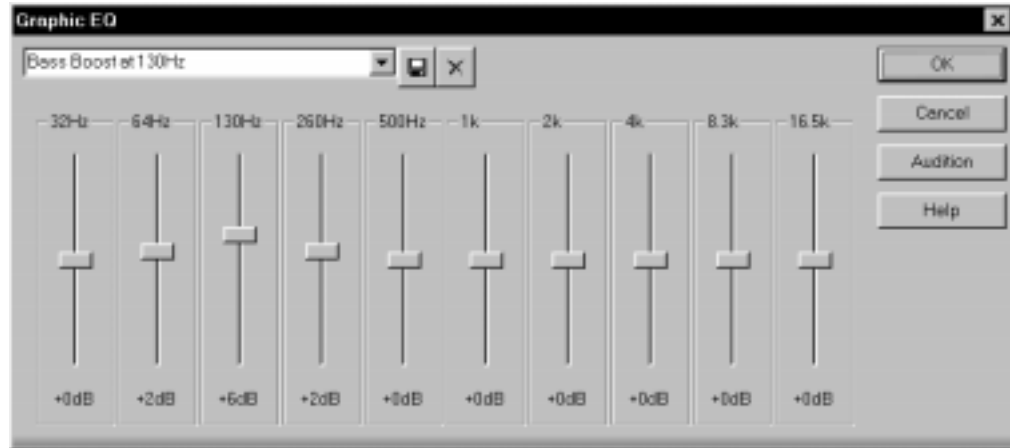 Graphic EQ
Bass Boost at 130Hz
OK
Cancel
Audition
Help
32Hz 64Hz 130Hz 260Hz 500Hz 1k 2k 4k 8.3k 16.5k
+0dB +2dB +6dB +2dB +0dB +0dB +0dB +0dB +0dB +0dB